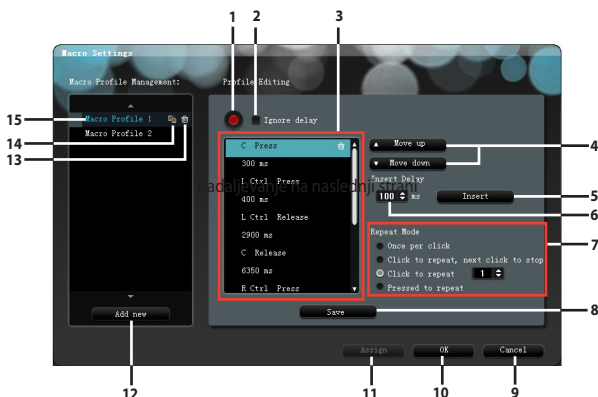 1 2 3
Macro Settings
Macro Profile Management:
Profile Editing
Ignore delay
15 Macro Profile 1
14 Macro Profile 2
13
C Press
300 ms
L Ctrl Press
400 ms
L Ctrl Release
2900 ms
C Release
6350 ms
R Ctrl Press
nadaljevanje na naslednji strani
Move up
Move down
4
Insert Delay
100 ms Insert
5
6
Repeat Mode
7
Once per click
Click to repeat, next click to stop
Click to repeat 1
Pressed to repeat
Add new
Save
8
Assign OK Cancel
12 11 10 9